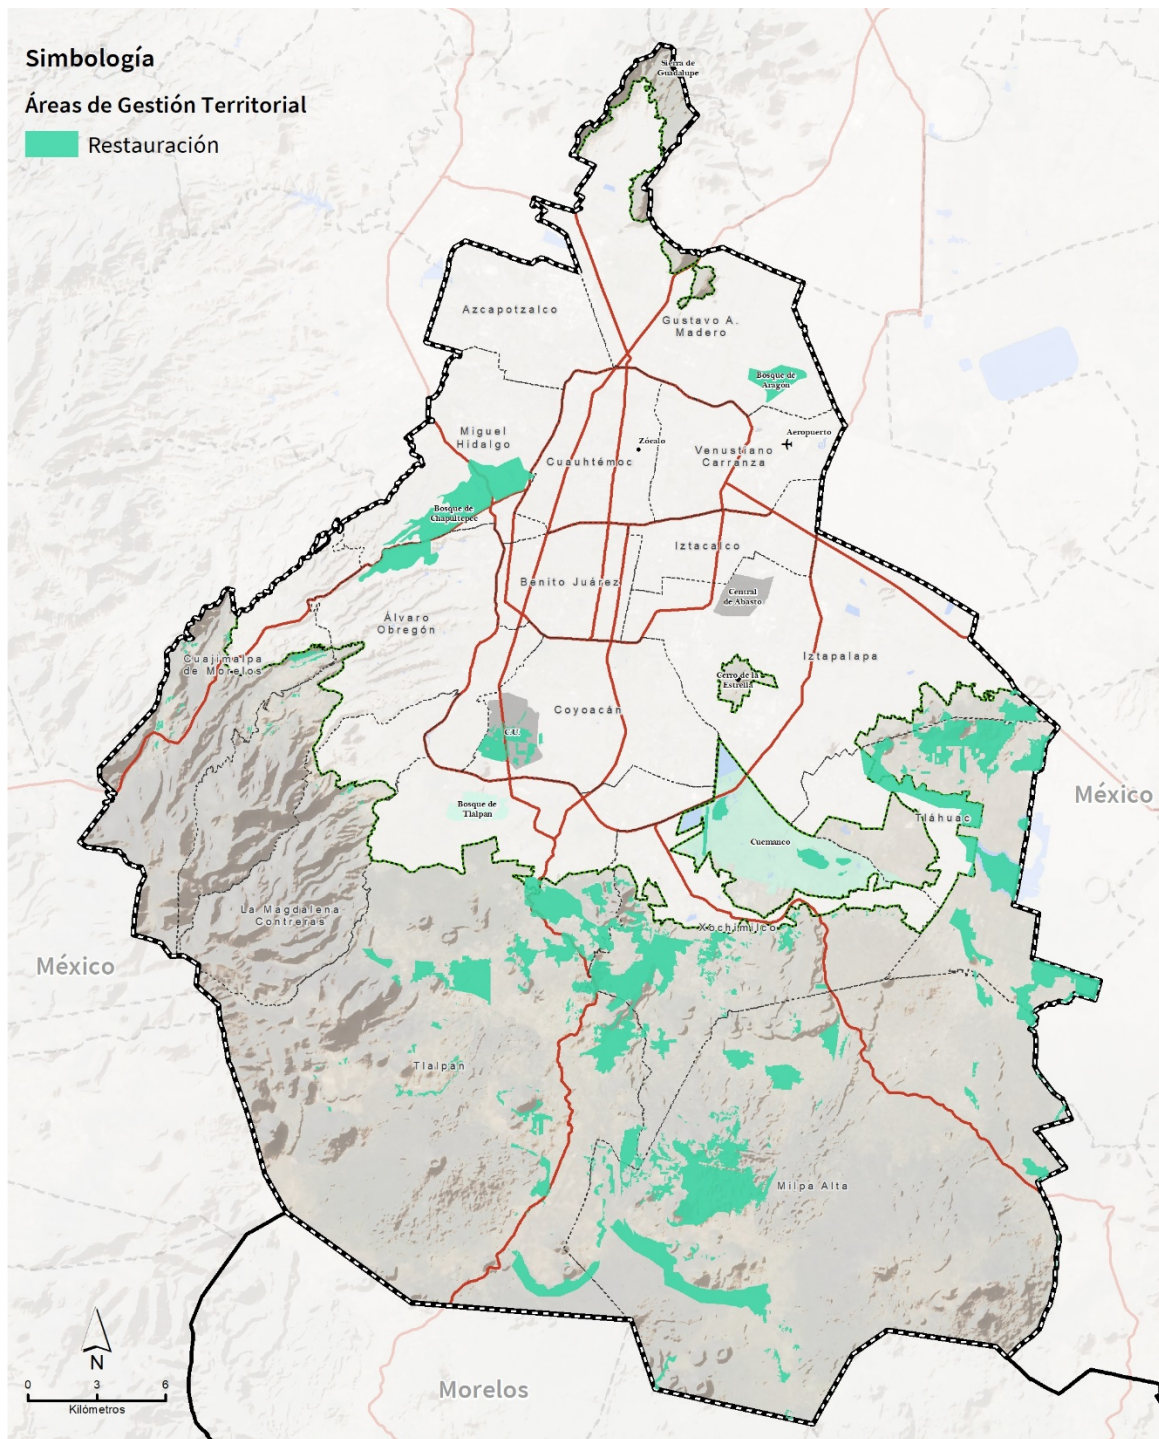 Simbología
Áreas de Gestión Territorial
Restauración
Sierra de
Guadalupe
Azcapotzalco
Gustavo A.
Madero
Bosque de
Aragón
Miguel
Hidalgo
Zócalo
Aeropuerto
Cuauhtémoc
Venustiano
Carranza
Bosque de
Chapultepec
Iztacalco
Benito Juárez
Central
de Abasto
Álvaro
Obregón
Cuajimalpa
de Morelos
Iztapalapa
Cerro de la
Estrella
Coyoacán
C.U.
México
Bosque de
Tlalpan
Tláhuac
Cuemanco
La Magdalena
Contreras
Xochimilco
México
Tlalpan
Milpa Alta
N
0 3 6
Kilómetros
Morelos